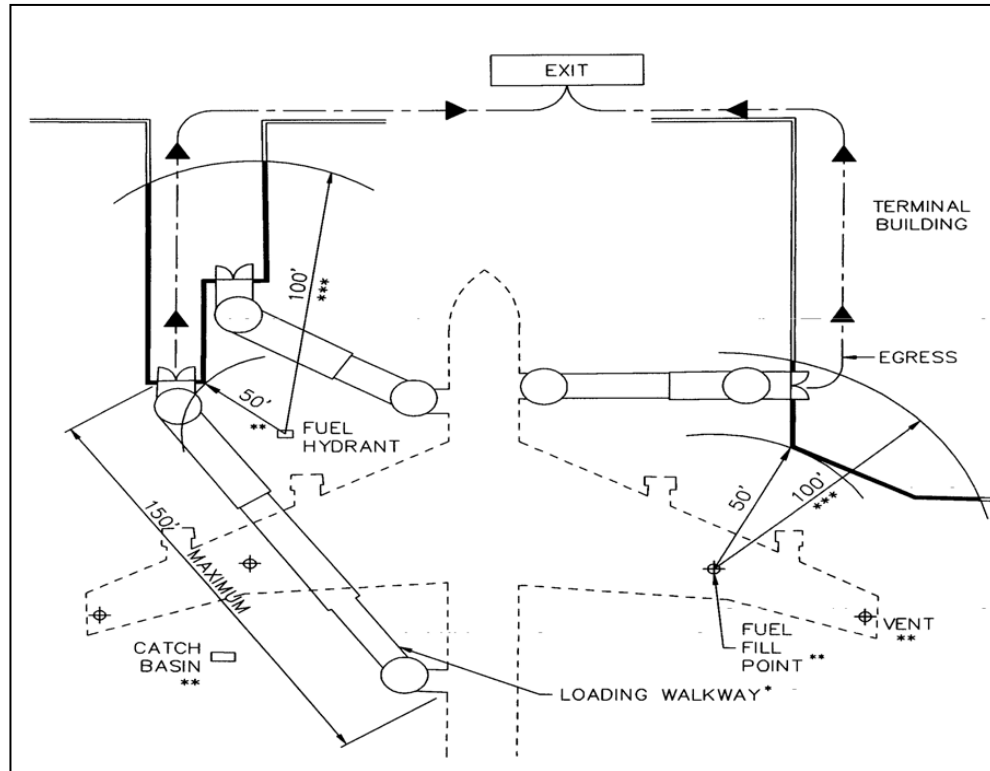 EXIT
TERMINAL
BUILDING
100'
***
EGRESS
50'
**
FUEL
HYDRANT
50'
100'
***
150' MAXIMUM
CATCH
BASIN
**
FUEL
FILL
POINT **
VENT
**
LOADING WALKWAY *